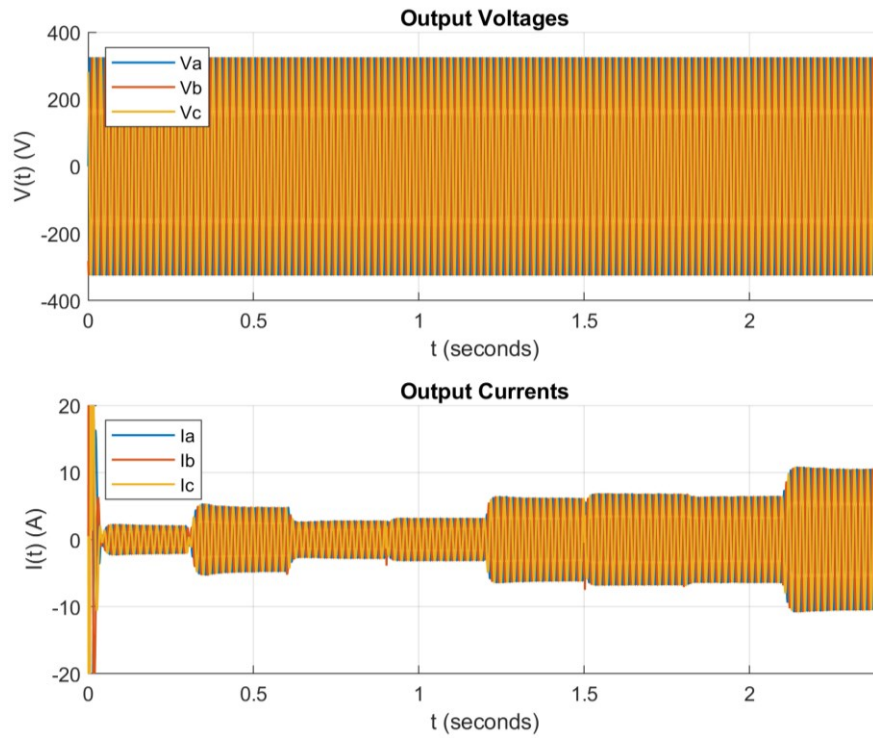 Output Voltages
400
200
0
-200
-400
V(t) (V)
Va
Vb
Vc
0
0.5
1
1.5
2
t (seconds)
Output Currents
20
10
0
-10
-20
I(t) (A)
Ia
Ib
Ic
0
0.5
1
1.5
2
t (seconds)